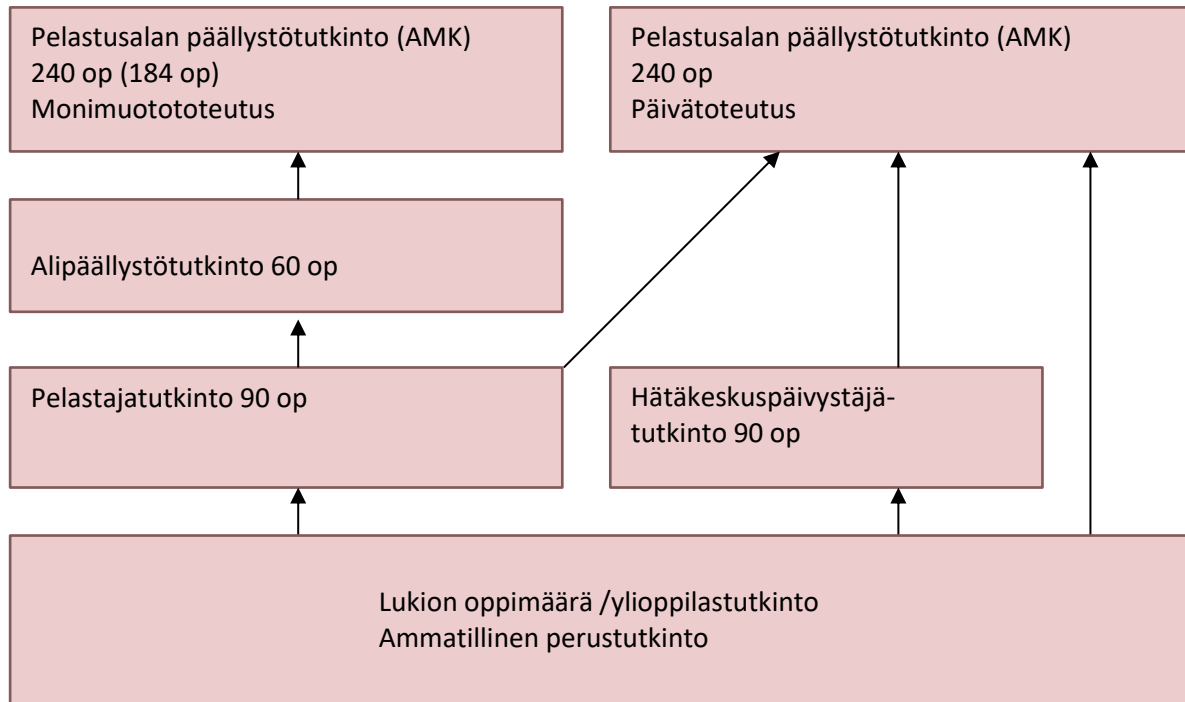 Pelastusalan päällystötutkinto (AMK)
240 op (184 op)
Monimuotototeutus
Pelastusalan päällystötutkinto (AMK)
240 op
Päivätoteutus
Alipäällystötutkinto 60 op
Pelastajatutkinto 90 op
Hätäkeskuspäivystäjä-
tutkinto 90 op
Lukion oppimäärä /ylioppilastutkinto
Ammatillinen perustutkinto